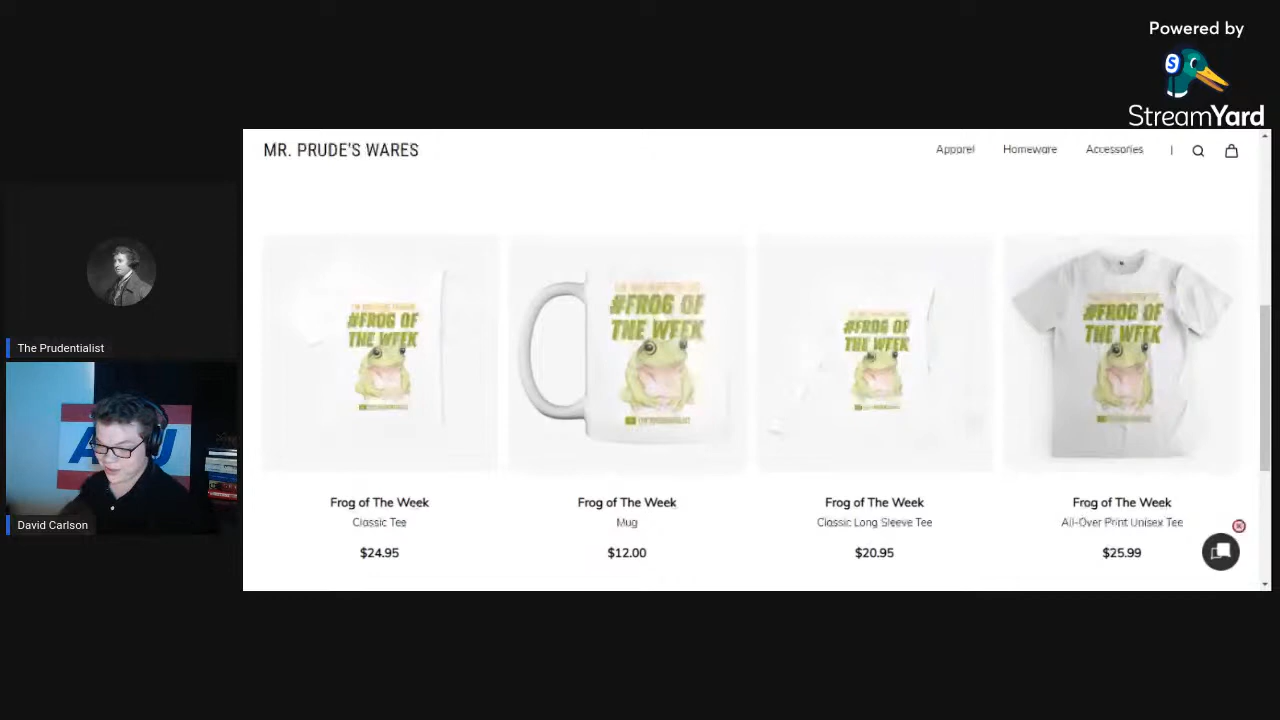 Powered by
S
StreamYard
MR. PRUDE'S WARES
Apparel
Homeware
Accessories
The Prudentialist
David Carlson
#FROG OF
THE WEEK
#FROG OF
THE WEEK
#FROG OF
THE WEEK
#FROG OF
THE WEEK
Frog of The Week
Classic Tee
$24.95
Frog of The Week
Mug
$12.00
Frog of The Week
Classic Long Sleeve Tee
$20.95
Frog of The Week
All-Over Print Unisex Tee
$25.99